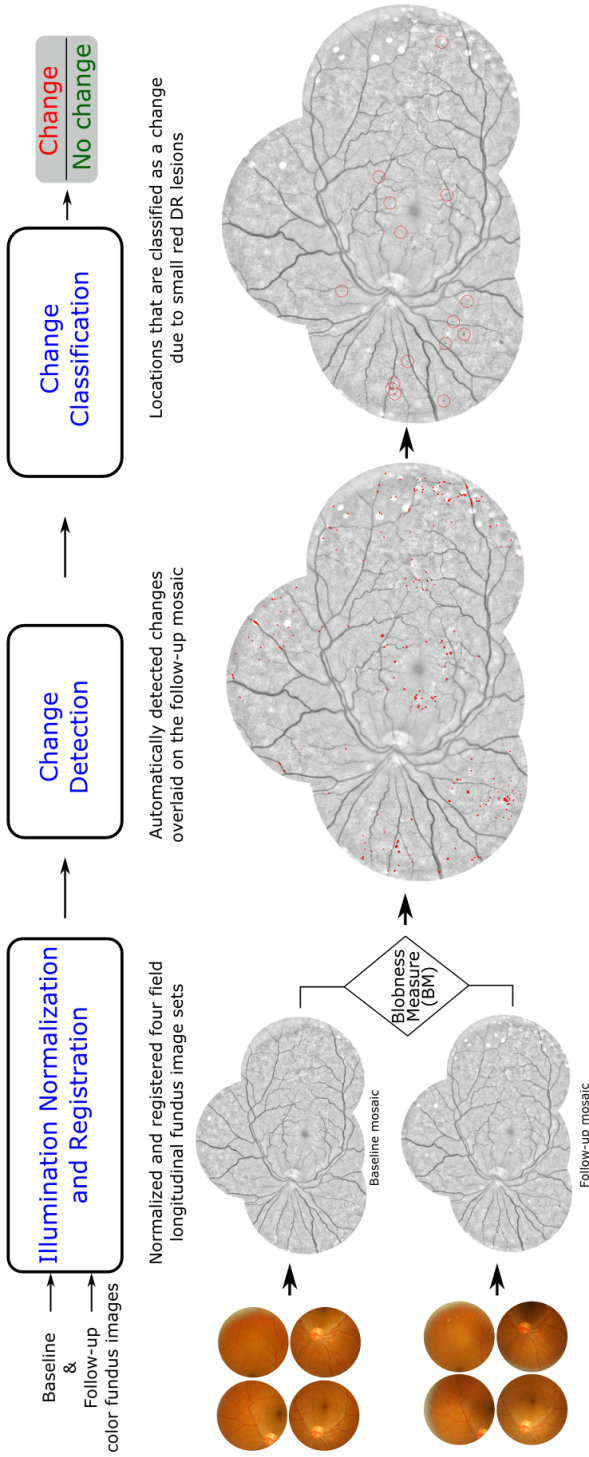 Baseline
&
Follow-up
color fundus images
Illumination Normalization
and Registration
Change
Detection
Change
Classification
Change
No change
Normalized and registered four field
longitudinal fundus image sets
Automatically detected changes
overlaid on the follow-up mosaic
Locations that are classified as a change
due to small red DR lesions
Baseline mosaic
Blobness
Measure
(BM)
Follow-up mosaic